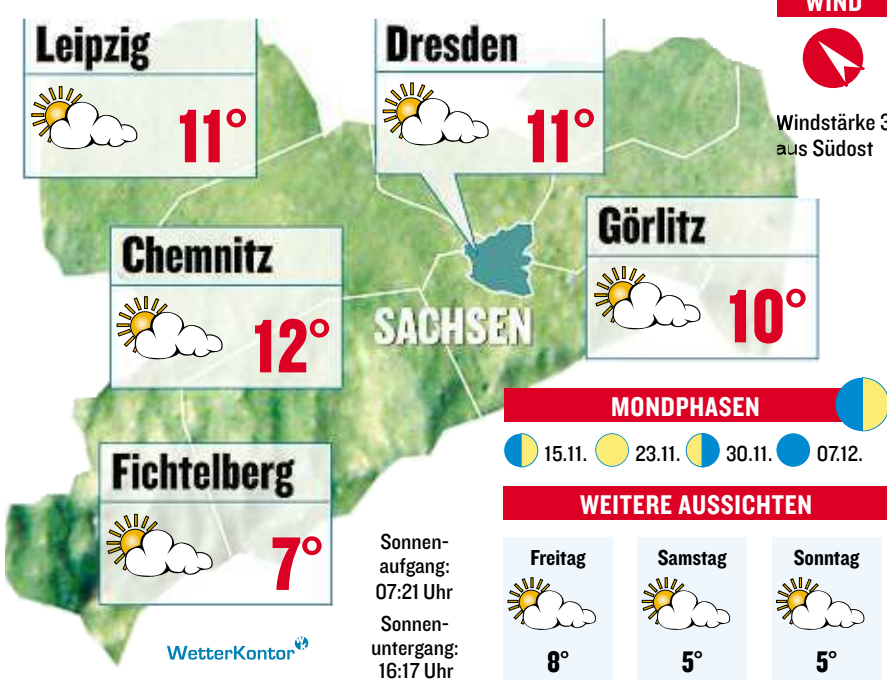 WIND
Leipzig
11°
Dresden
11°
Windstärke 3
aus Südost
Chemnitz
12°
Görlitz
10°
SACHSEN
Fichtelberg
7°
MONDPHASEN
15.11. 23.11. 30.11. 07.12.
WEITERE AUSSICHTEN
Freitag
8°
Samstag
5°
Sonntag
5°
Sonnen-
aufgang:
07:21 Uhr
Sonnen-
untergang:
16:17 Uhr
WetterKontor